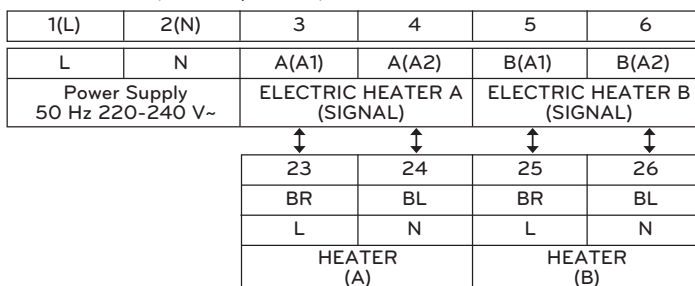 1(L) 2(N) 3 4 5 6
L N A(A1) A(A2) B(A1) B(A2)
Power Supply ELECTRIC HEATER A ELECTRIC HEATER B
50 Hz 220-240 V~ (SIGNAL) (SIGNAL)
23 24 25 26
BR BL BR BL
L N L N
HEATER HEATER
(A) (B)